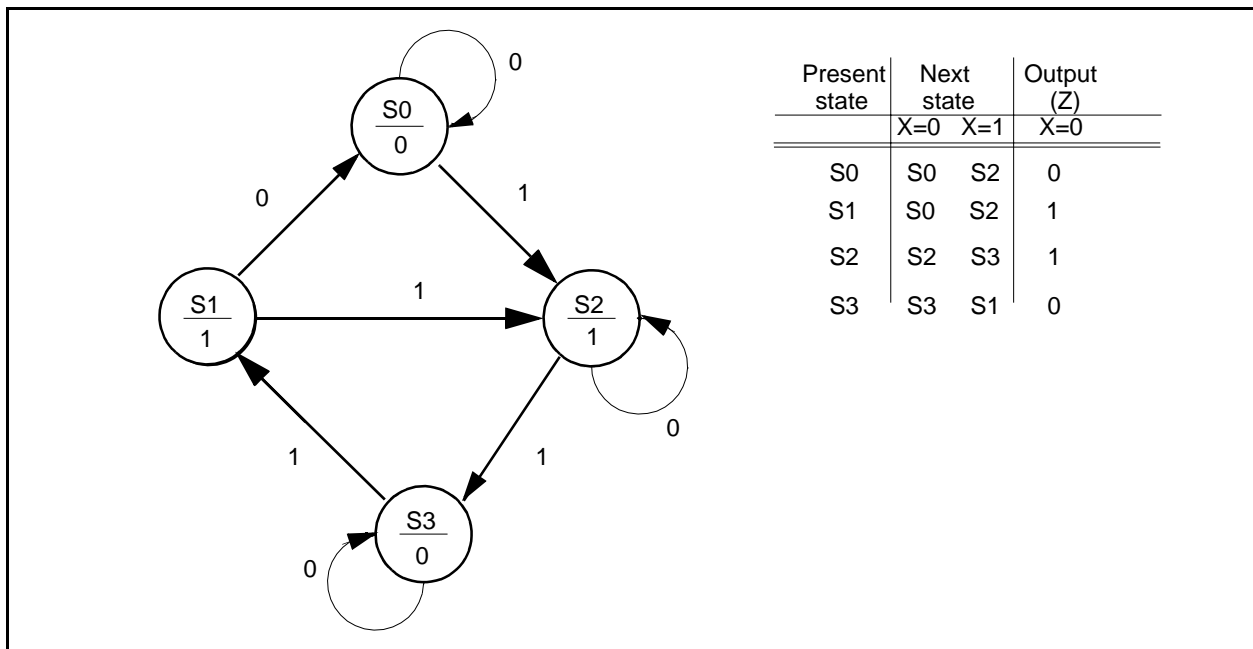 0
S0
0
0
1
S1
1
1
S2
1
0
1
1
S3
0
0
Present Next Output
state state (Z)
X=0 X=1 X=0
S0 S0 S2 0
S1 S0 S2 1
S2 S2 S3 1
S3 S3 S1 0